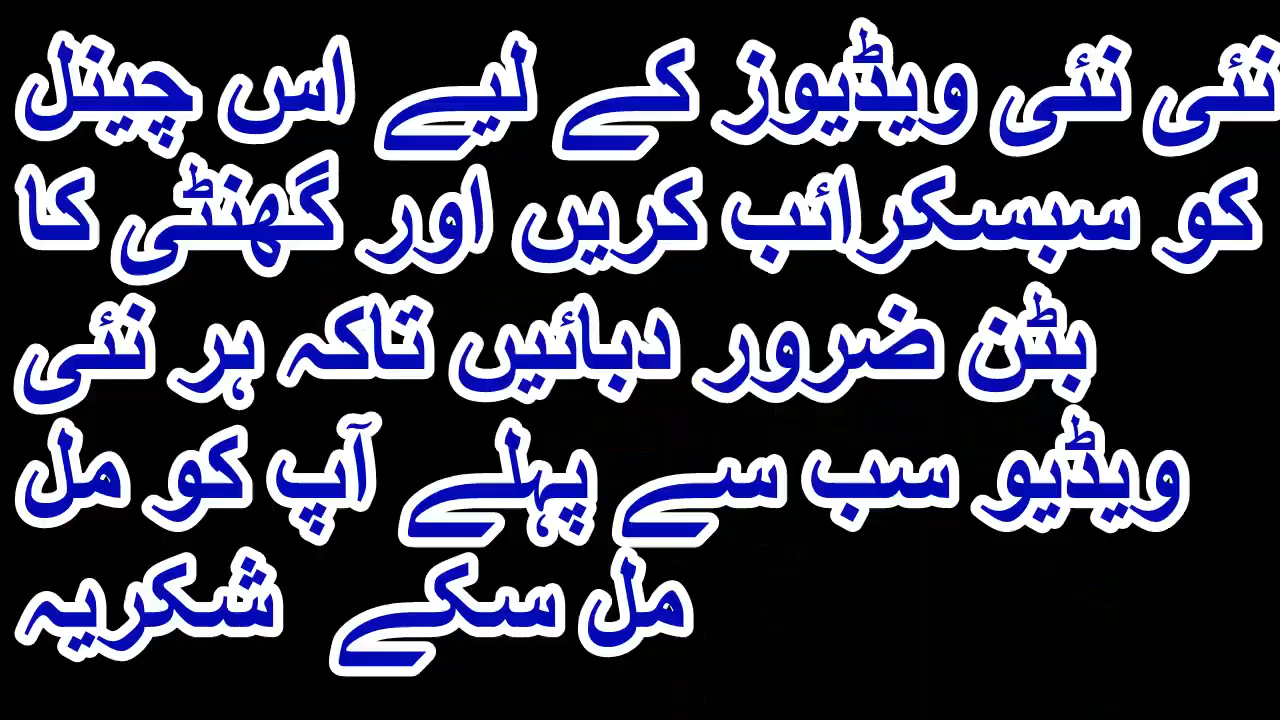 نئی نئی ویڈیوز کے لیے اس چینل
کو سبسکرائب کریں اور گھنٹی کا
بٹن ضرور دبائیں تاکہ ہر نئی
ویڈیو سب سے پہلے آپ کو مل
مل سکے شکریہ